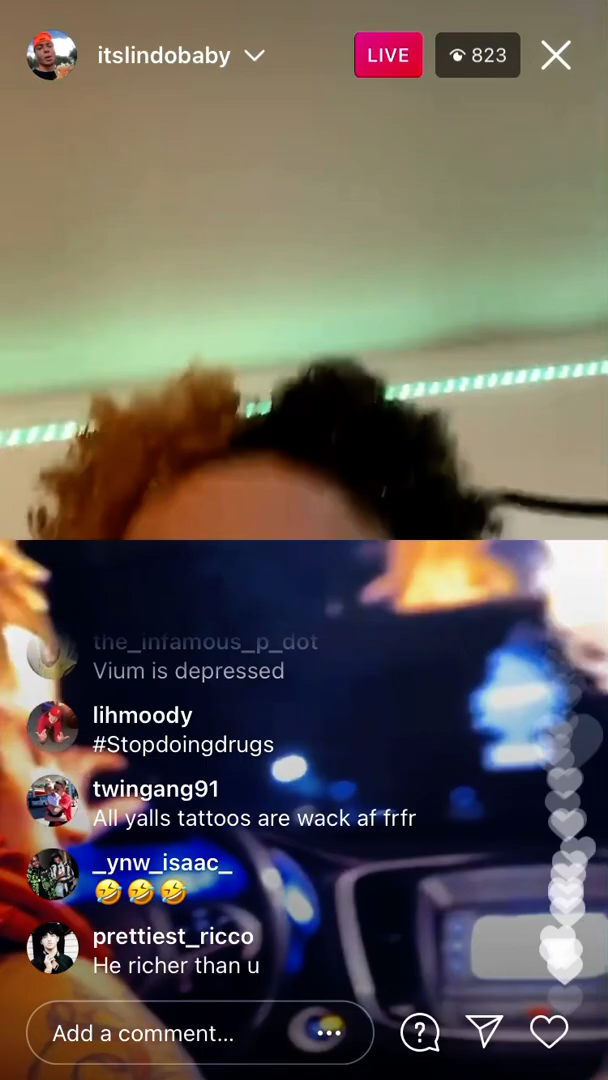 itslindobaby
LIVE
823
the_infamous_p_dot
Vium is depressed
lihmoody
#Stopdoingdrugs
twingang91
All yalls tattoos are wack af frfr
_ynw_isaac_
🤣🤣🤣
prettiest_ricco
He richer than u
Add a comment...